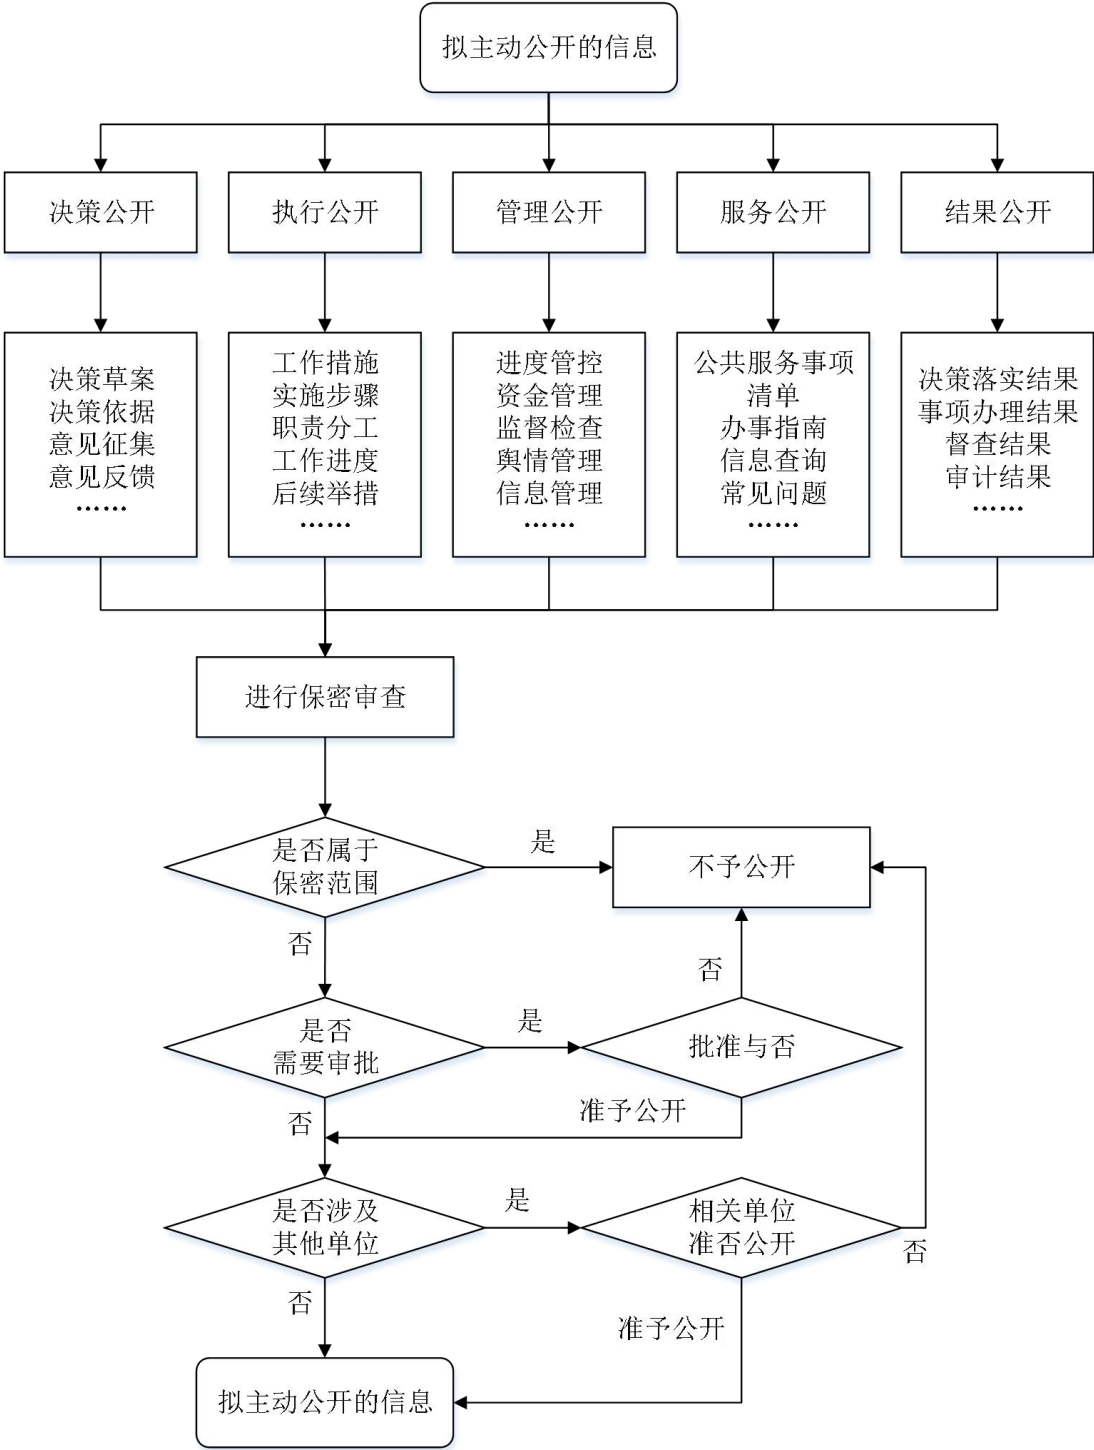 拟主动公开的信息
决策公开
执行公开
管理公开
服务公开
结果公开
决策草案
决策依据
意见征集
意见反馈
……
工作措施
实施步骤
职责分工
工作进度
后续举措
……
进度管控
资金管理
监督检查
舆情管理
信息管理
……
公共服务事项
清单
办事指南
信息查询
常见问题
……
决策落实结果
事项办理结果
督查结果
审计结果
……
进行保密审查
是否属于
保密范围
是
不予公开
否
否
是否
需要审批
是
批准与否
准予公开
否
是否涉及
其他单位
是
相关单位
准否公开
否
否
准予公开
拟主动公开的信息